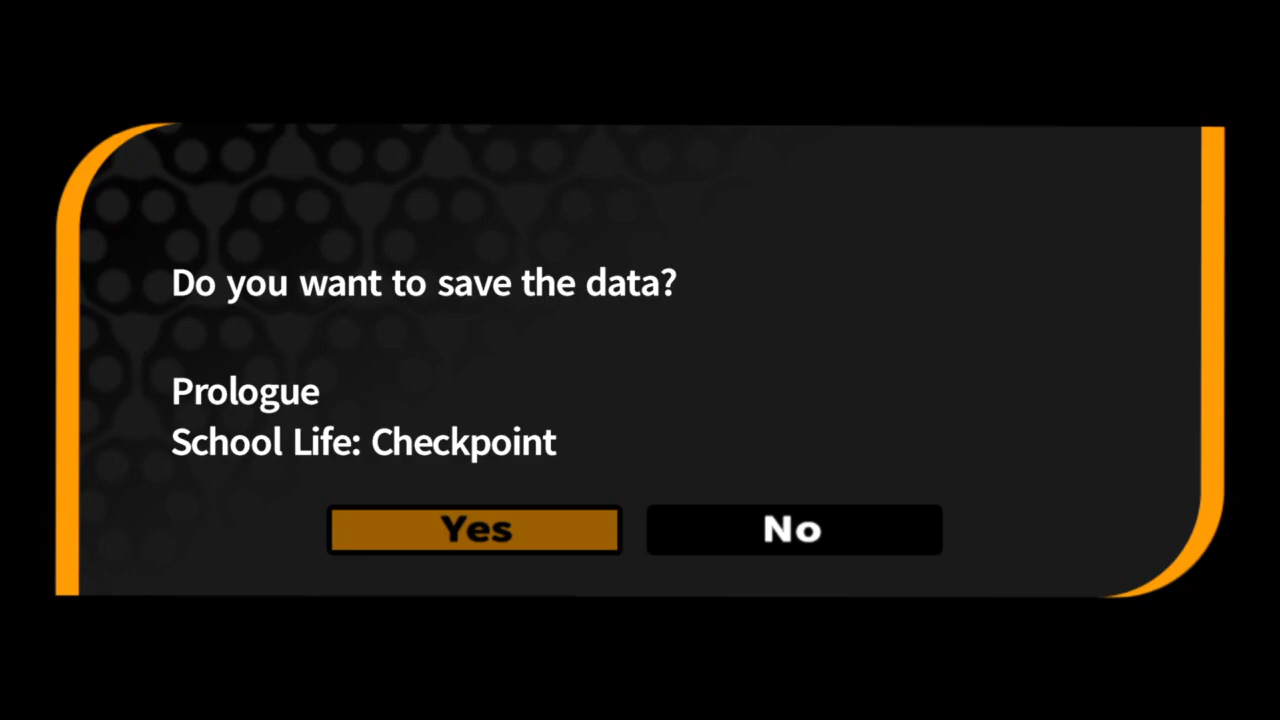 Do you want to save the data?
Prologue
School Life: Checkpoint
Yes
No